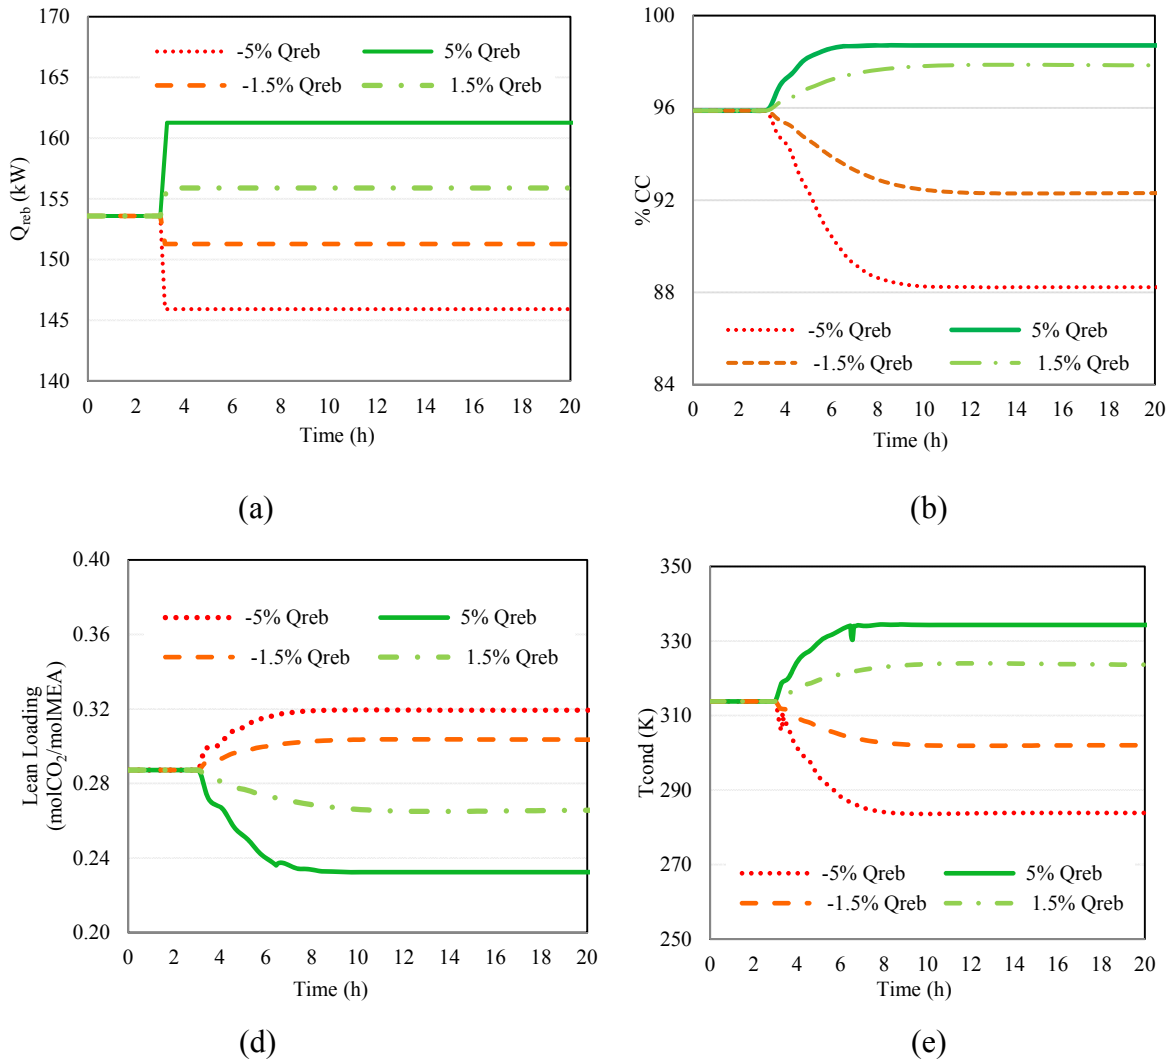 170
165
160
155
150
145
140
Qreb (kW)
-5% Qreb
5% Qreb
-1.5% Qreb
1.5% Qreb
0 2 4 6 8 10 12 14 16 18 20
Time (h)
(a)
100
96
92
88
84
% CC
-5% Qreb
5% Qreb
-1.5% Qreb
1.5% Qreb
0 2 4 6 8 10 12 14 16 18 20
Time (h)
(b)
0.40
0.36
0.32
0.28
0.24
0.20
Lean Loading
(molCO₂/molMEA)
-5% Qreb
5% Qreb
-1.5% Qreb
1.5% Qreb
0 2 4 6 8 10 12 14 16 18 20
Time (h)
(d)
350
330
310
290
270
250
Tcond (K)
-5% Qreb
5% Qreb
-1.5% Qreb
1.5% Qreb
0 2 4 6 8 10 12 14 16 18 20
Time (h)
(e)